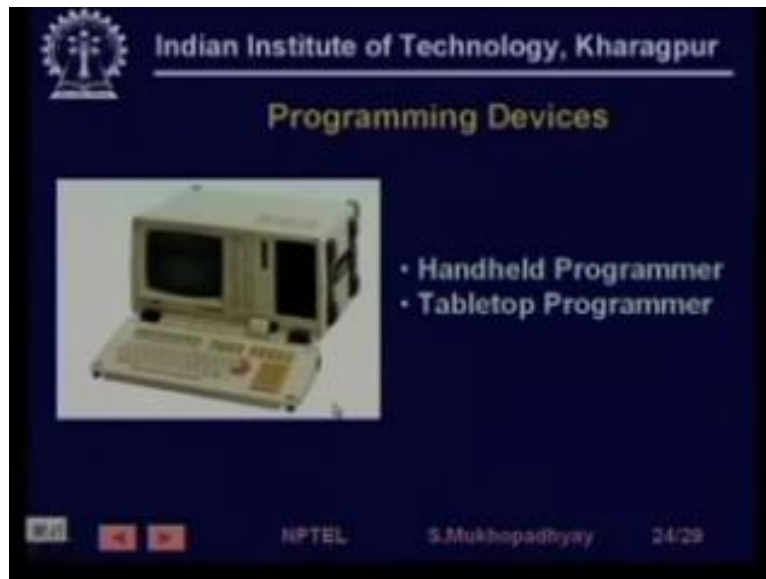 Indian Institute of Technology, Kharagpur
Programming Devices
• Handheld Programmer
• Tabletop Programmer
NPTEL S.Mukhopadhyay 24/29